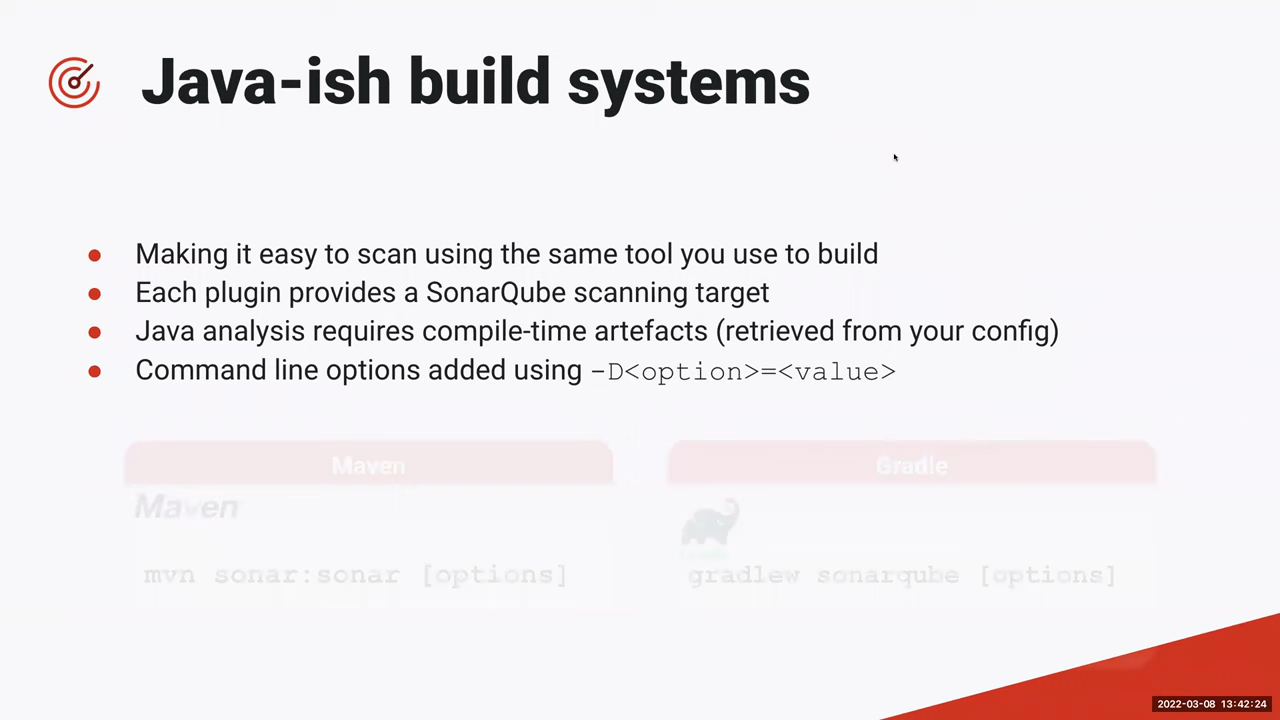 Java-ish build systems
Making it easy to scan using the same tool you use to build
Each plugin provides a SonarQube scanning target
Java analysis requires compile-time artefacts (retrieved from your config)
Command line options added using -D<option>=<value>
Maven
Maven
mvn sonar:sonar [options]
Gradle
gradlew sonarqube [options]
2022-03-08 13:42:24